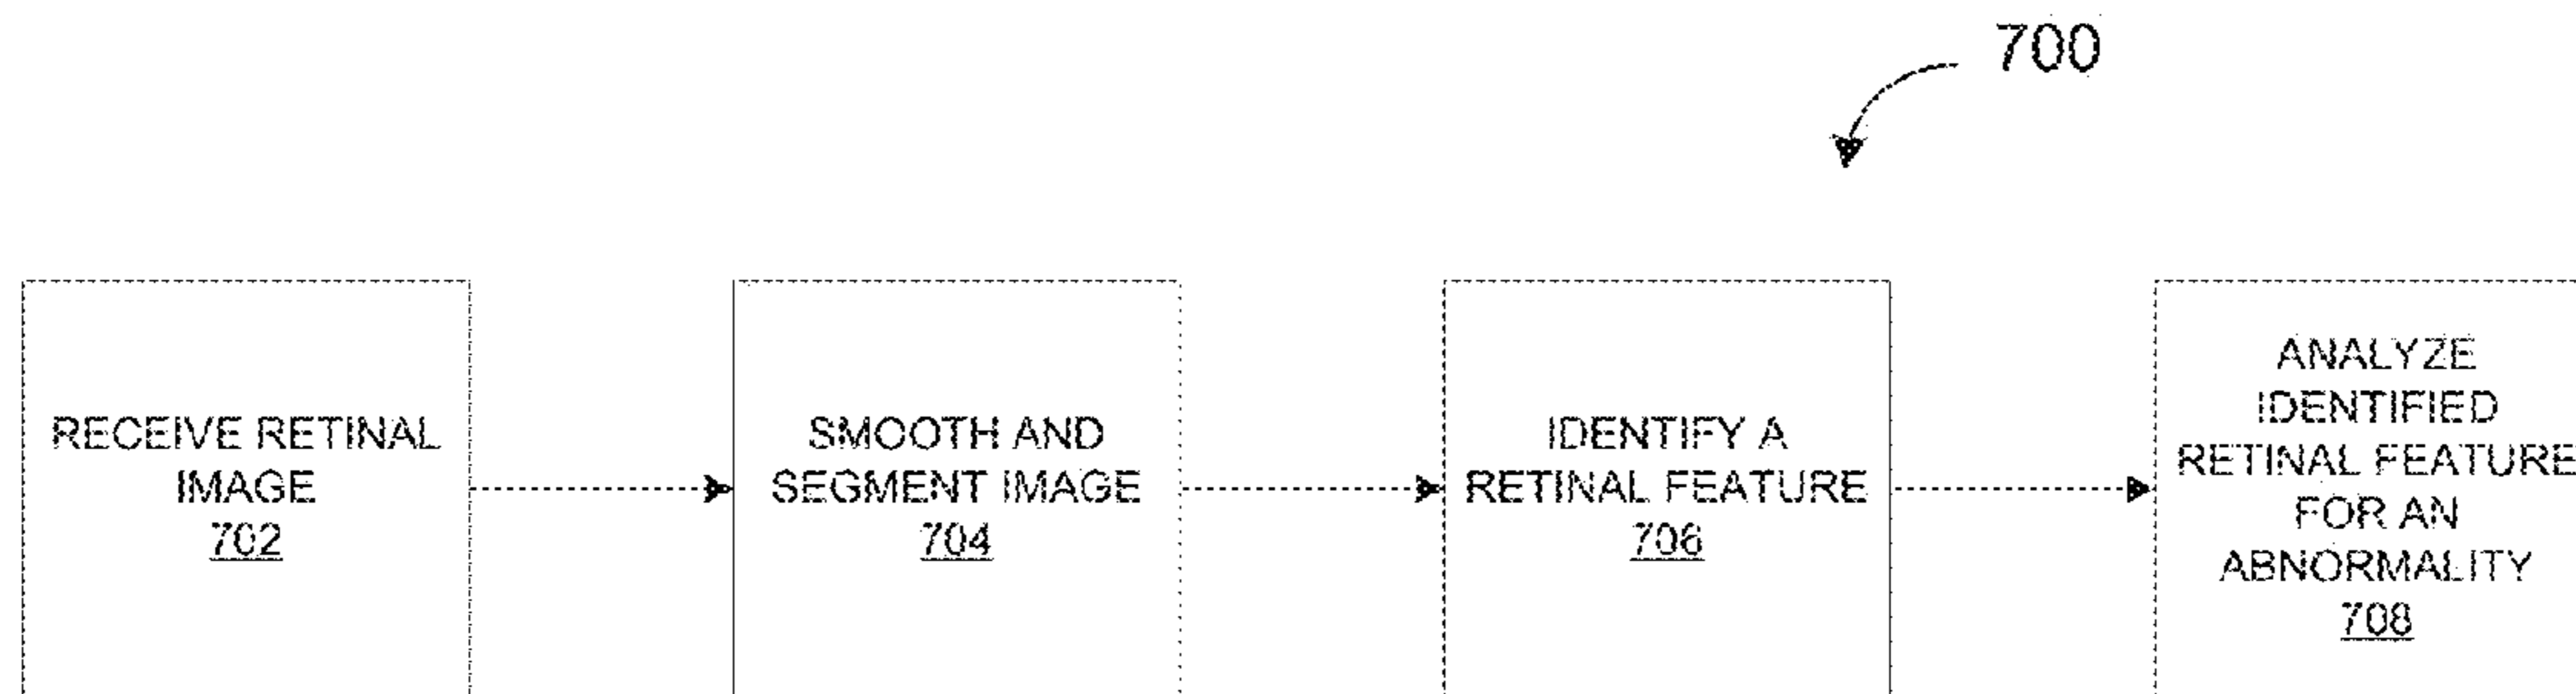 700
RECEIVE RETINAL
IMAGE
702
SMOOTH AND
SEGMENT IMAGE
704
IDENTIFY A
RETINAL FEATURE
706
ANALYZE
IDENTIFIED
RETINAL FEATURE
FOR AN
ABNORMALITY
708